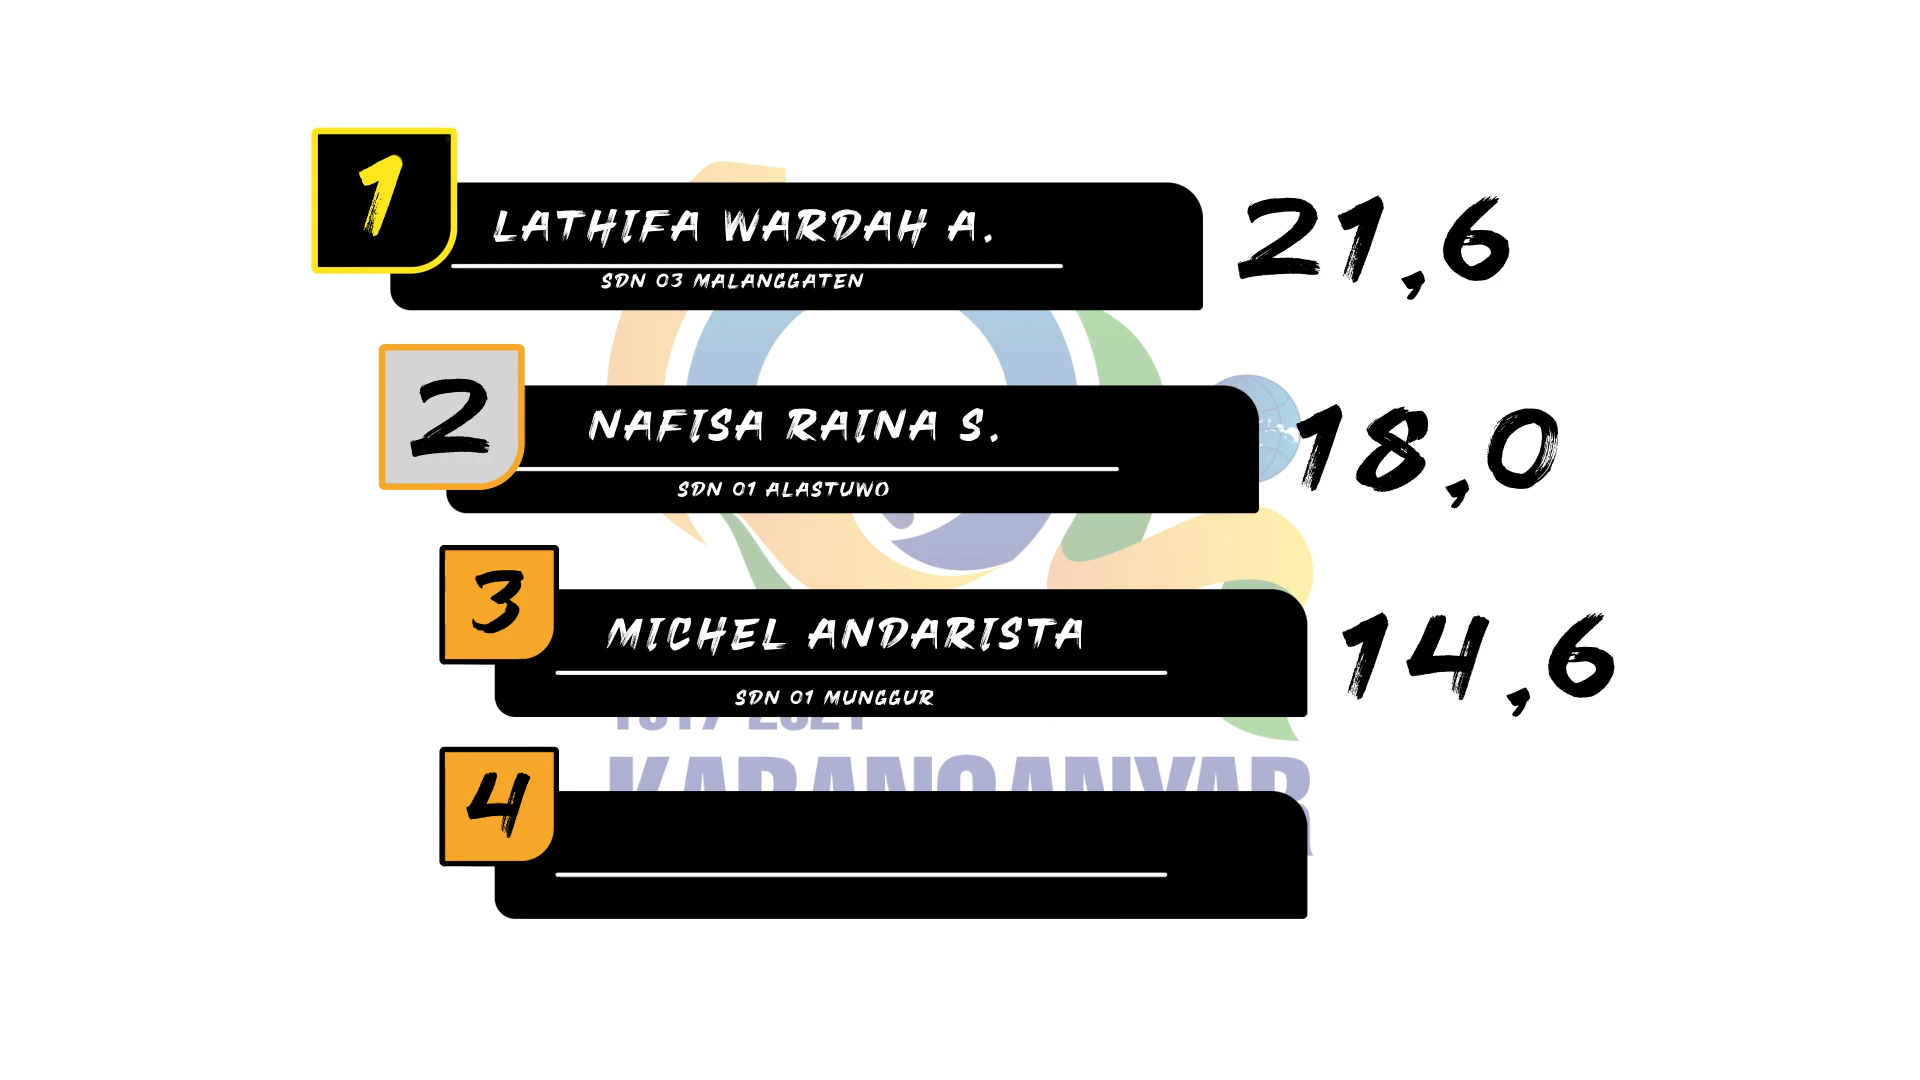 1
LATHIFA WARDAH A.
SDN 03 MALANGGATEN
21,6
2
NAFISA RAINA S.
SDN 01 ALASTUWO
18,0
3
MICHEL ANDARISTA
SDN 01 MUNGGUR
14,6
KARANGANYAR
4